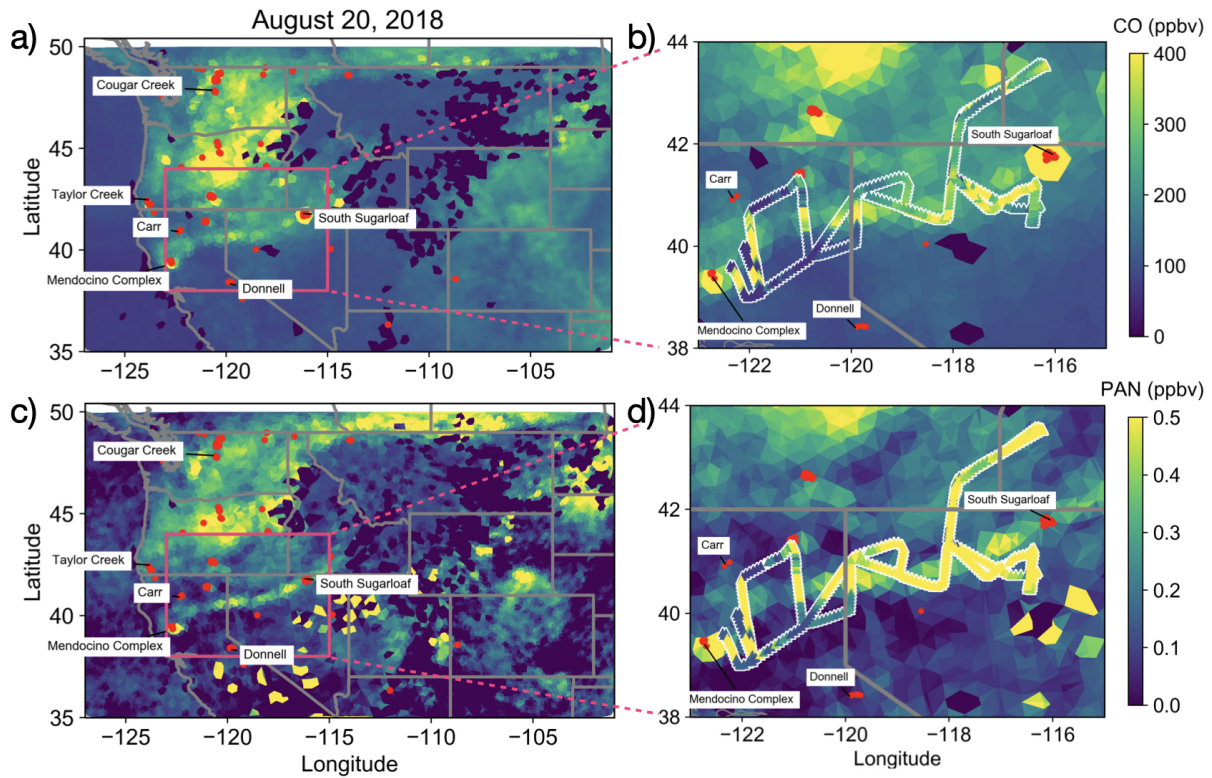 August 20, 2018
a)
50
45
40
35
Latitude
−125
−120
−115
−110
−105
Cougar Creek
Taylor Creek
Carr
South Sugarloaf
Mendocino Complex
Donnell
b)
CO (ppbv)
44
42
40
38
−122
−120
−118
−116
South Sugarloaf
Carr
Donnell
Mendocino Complex
400
300
200
100
0
c)
50
45
40
35
Latitude
−125
−120
−115
−110
−105
Longitude
Cougar Creek
Taylor Creek
Carr
South Sugarloaf
Mendocino Complex
Donnell
d)
PAN (ppbv)
44
42
40
38
−122
−120
−118
−116
Longitude
South Sugarloaf
Carr
Donnell
Mendocino Complex
0.5
0.4
0.3
0.2
0.1
0.0